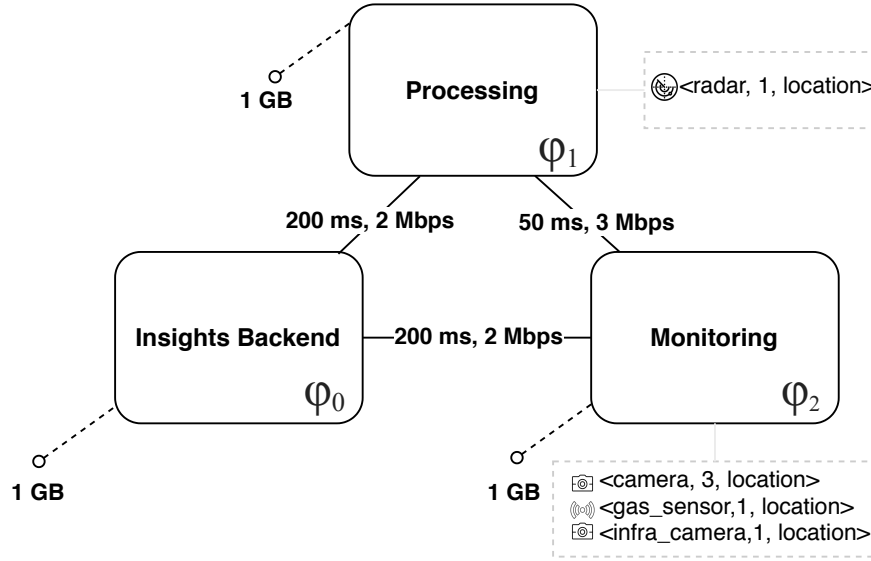 Processing
φ1
1 GB
<radar, 1, location>
200 ms, 2 Mbps
50 ms, 3 Mbps
Insights Backend
φ0
200 ms, 2 Mbps
Monitoring
φ2
1 GB
1 GB
<camera, 3, location>
<gas_sensor,1, location>
<infra_camera,1, location>